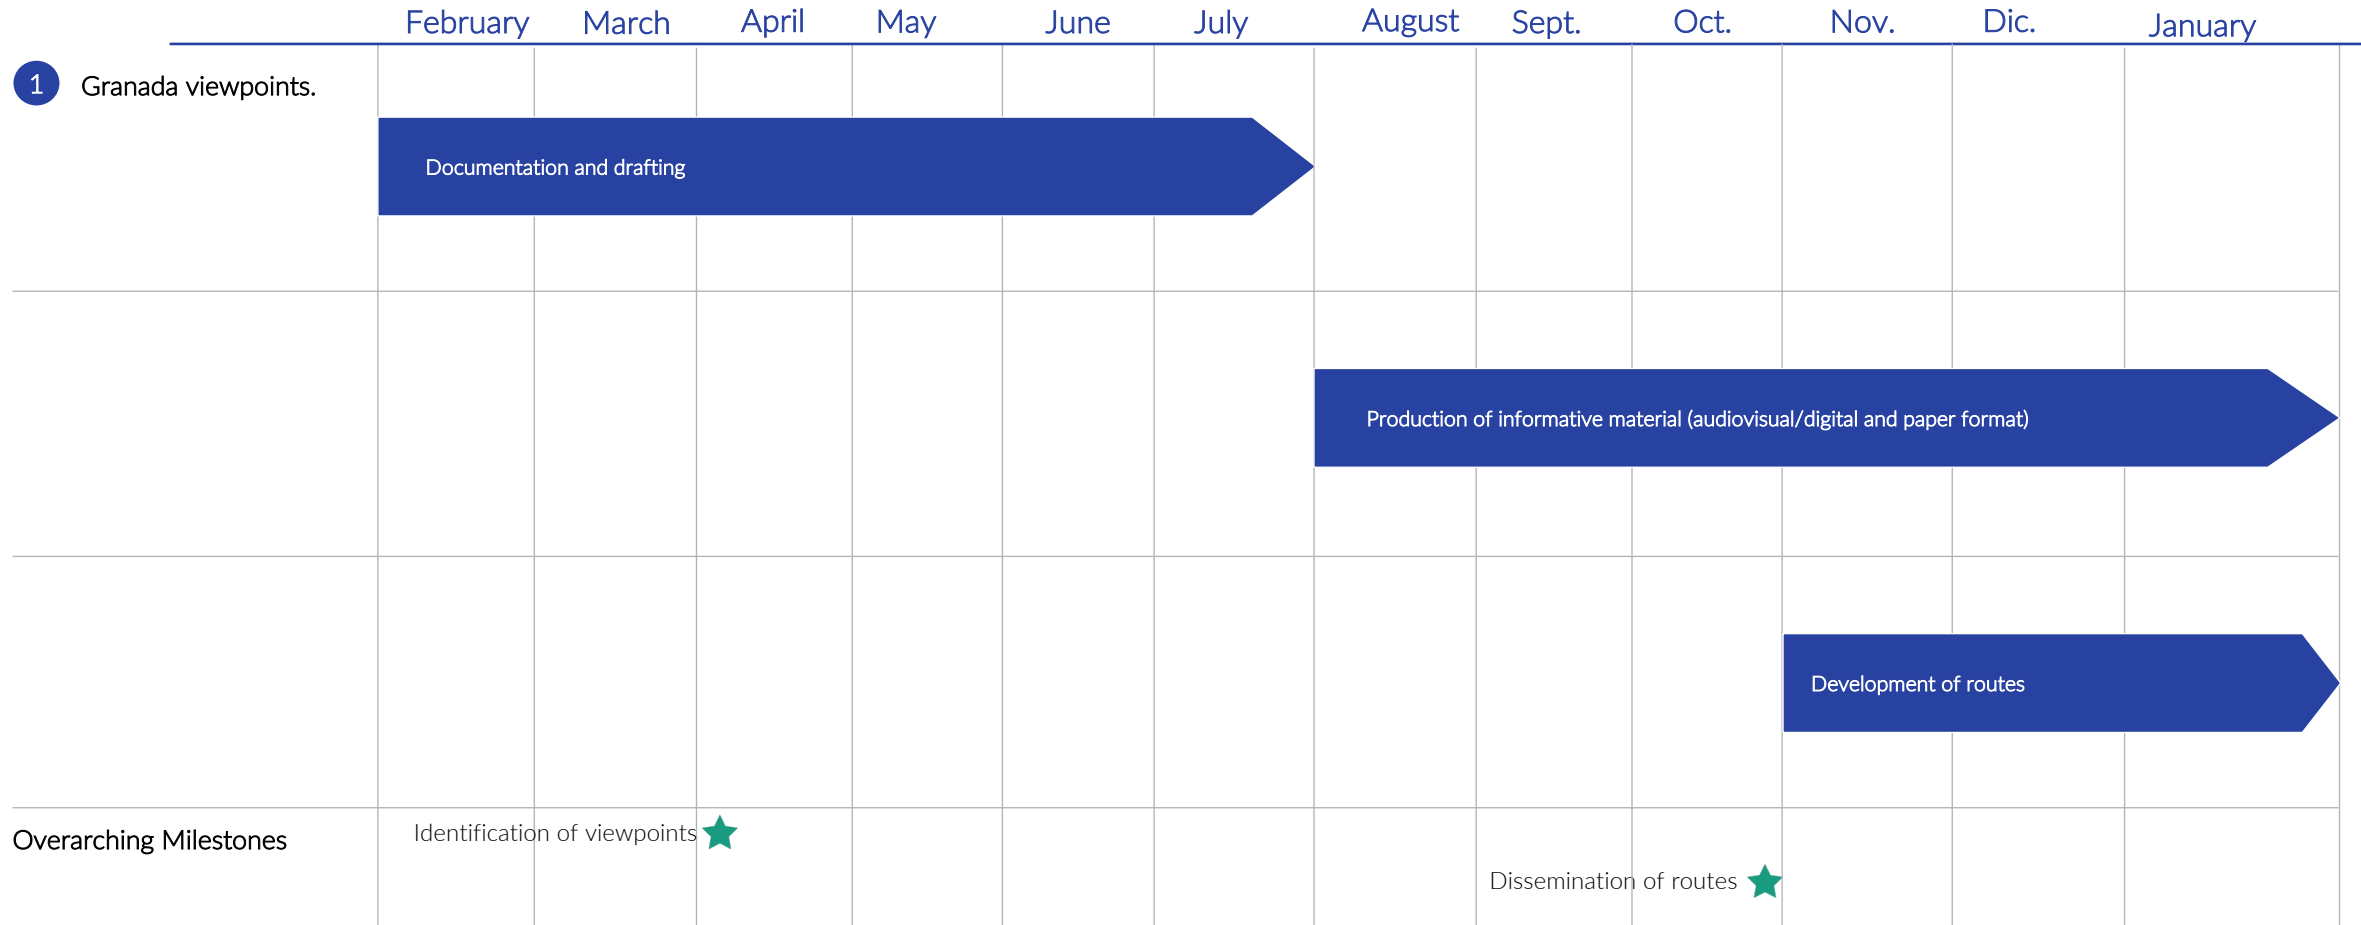 February March April May June July August Sept. Oct. Nov. Dic. January
1 Granada viewpoints.
Documentation and drafting
Production of informative material (audiovisual/digital and paper format)
Development of routes
Overarching Milestones
Identification of viewpoints
Dissemination of routes